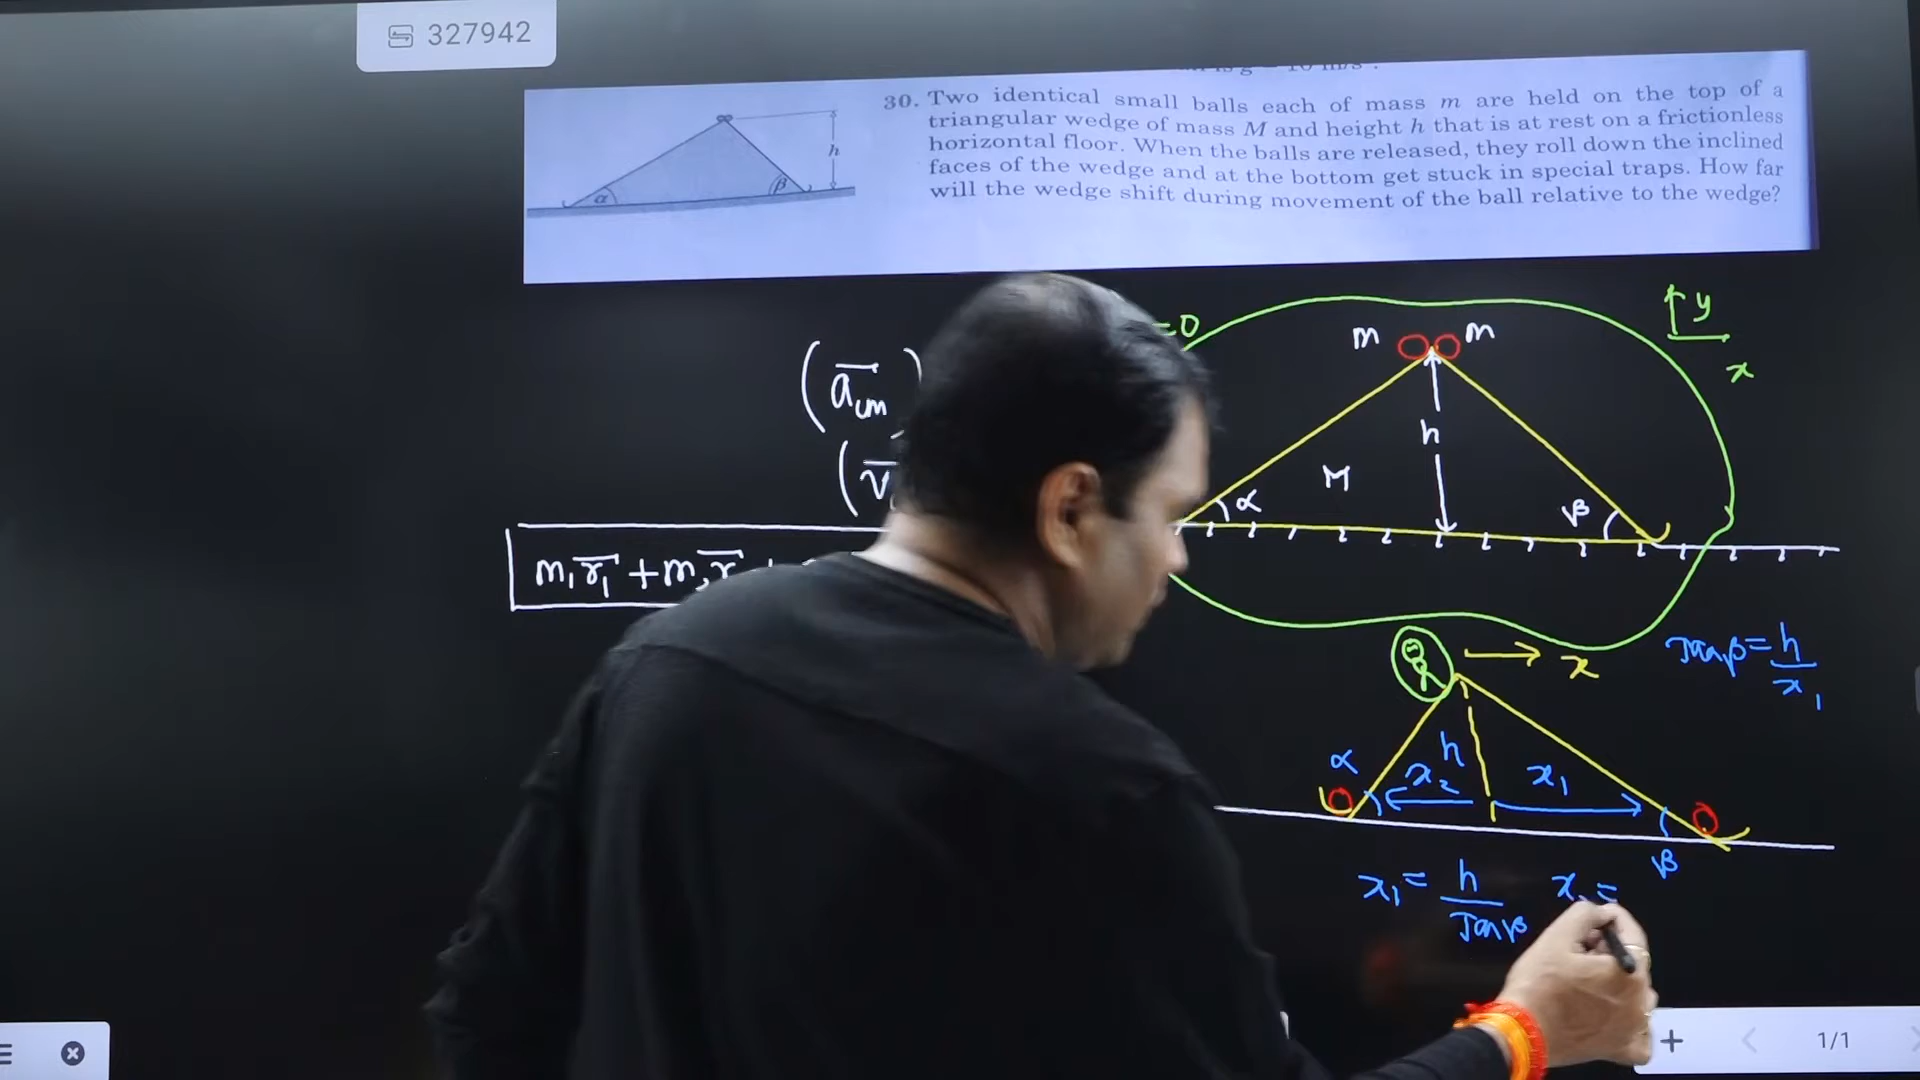 327942
30. Two identical small balls each of mass m are held on the top of a
triangular wedge of mass M and height h that is at rest on a frictionless
horizontal floor. When the balls are released, they roll down the inclined
faces of the wedge and at the bottom get stuck in special traps. How far
will the wedge shift during movement of the ball relative to the wedge?
h
α
β
=0
y
x
m
m
(a̅cm)
h
M
α
β
(v̅
m₁r̅₁ + m₂r̅
x
Tanβ = h/x₁
α
h
x₂
x₁
β
x₁ = h/Tanβ
x₂ =
1/1